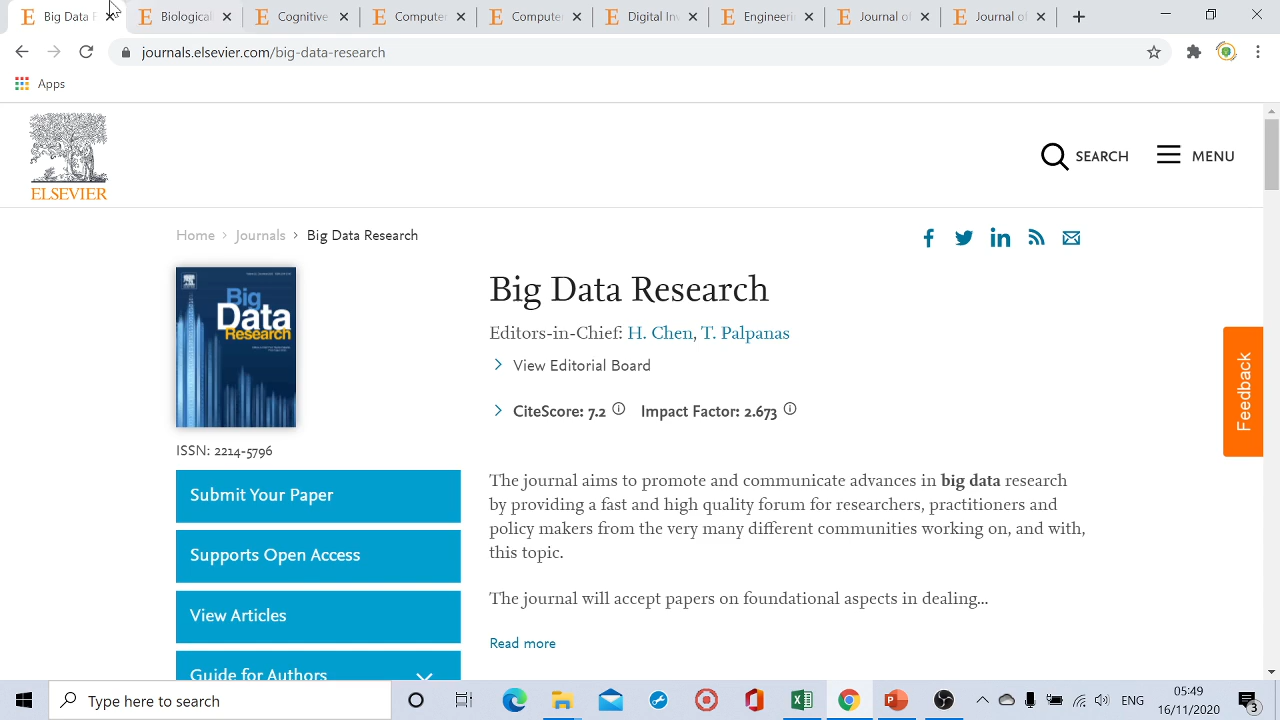 Big Data R
Biological
Cognitive
Compute
Computer
Digital In
Engineeri
Journal of
Journal of
journals.elsevier.com/big-data-research
Apps
ELSEVIER
SEARCH
MENU
Home › Journals › Big Data Research
Big Data Research
Big Data Research
Editors-in-Chief: H. Chen, T. Palpanas
View Editorial Board
CiteScore: 7.2 Impact Factor: 2.673
Feedback
ISSN: 2214-5796
Submit Your Paper
Supports Open Access
View Articles
Guide for Authors
The journal aims to promote and communicate advances in big data research
by providing a fast and high quality forum for researchers, practitioners and
policy makers from the very many different communities working on, and with,
this topic.
The journal will accept papers on foundational aspects in dealing...
Read more
Type here to search
05:49
16/11/2020
3